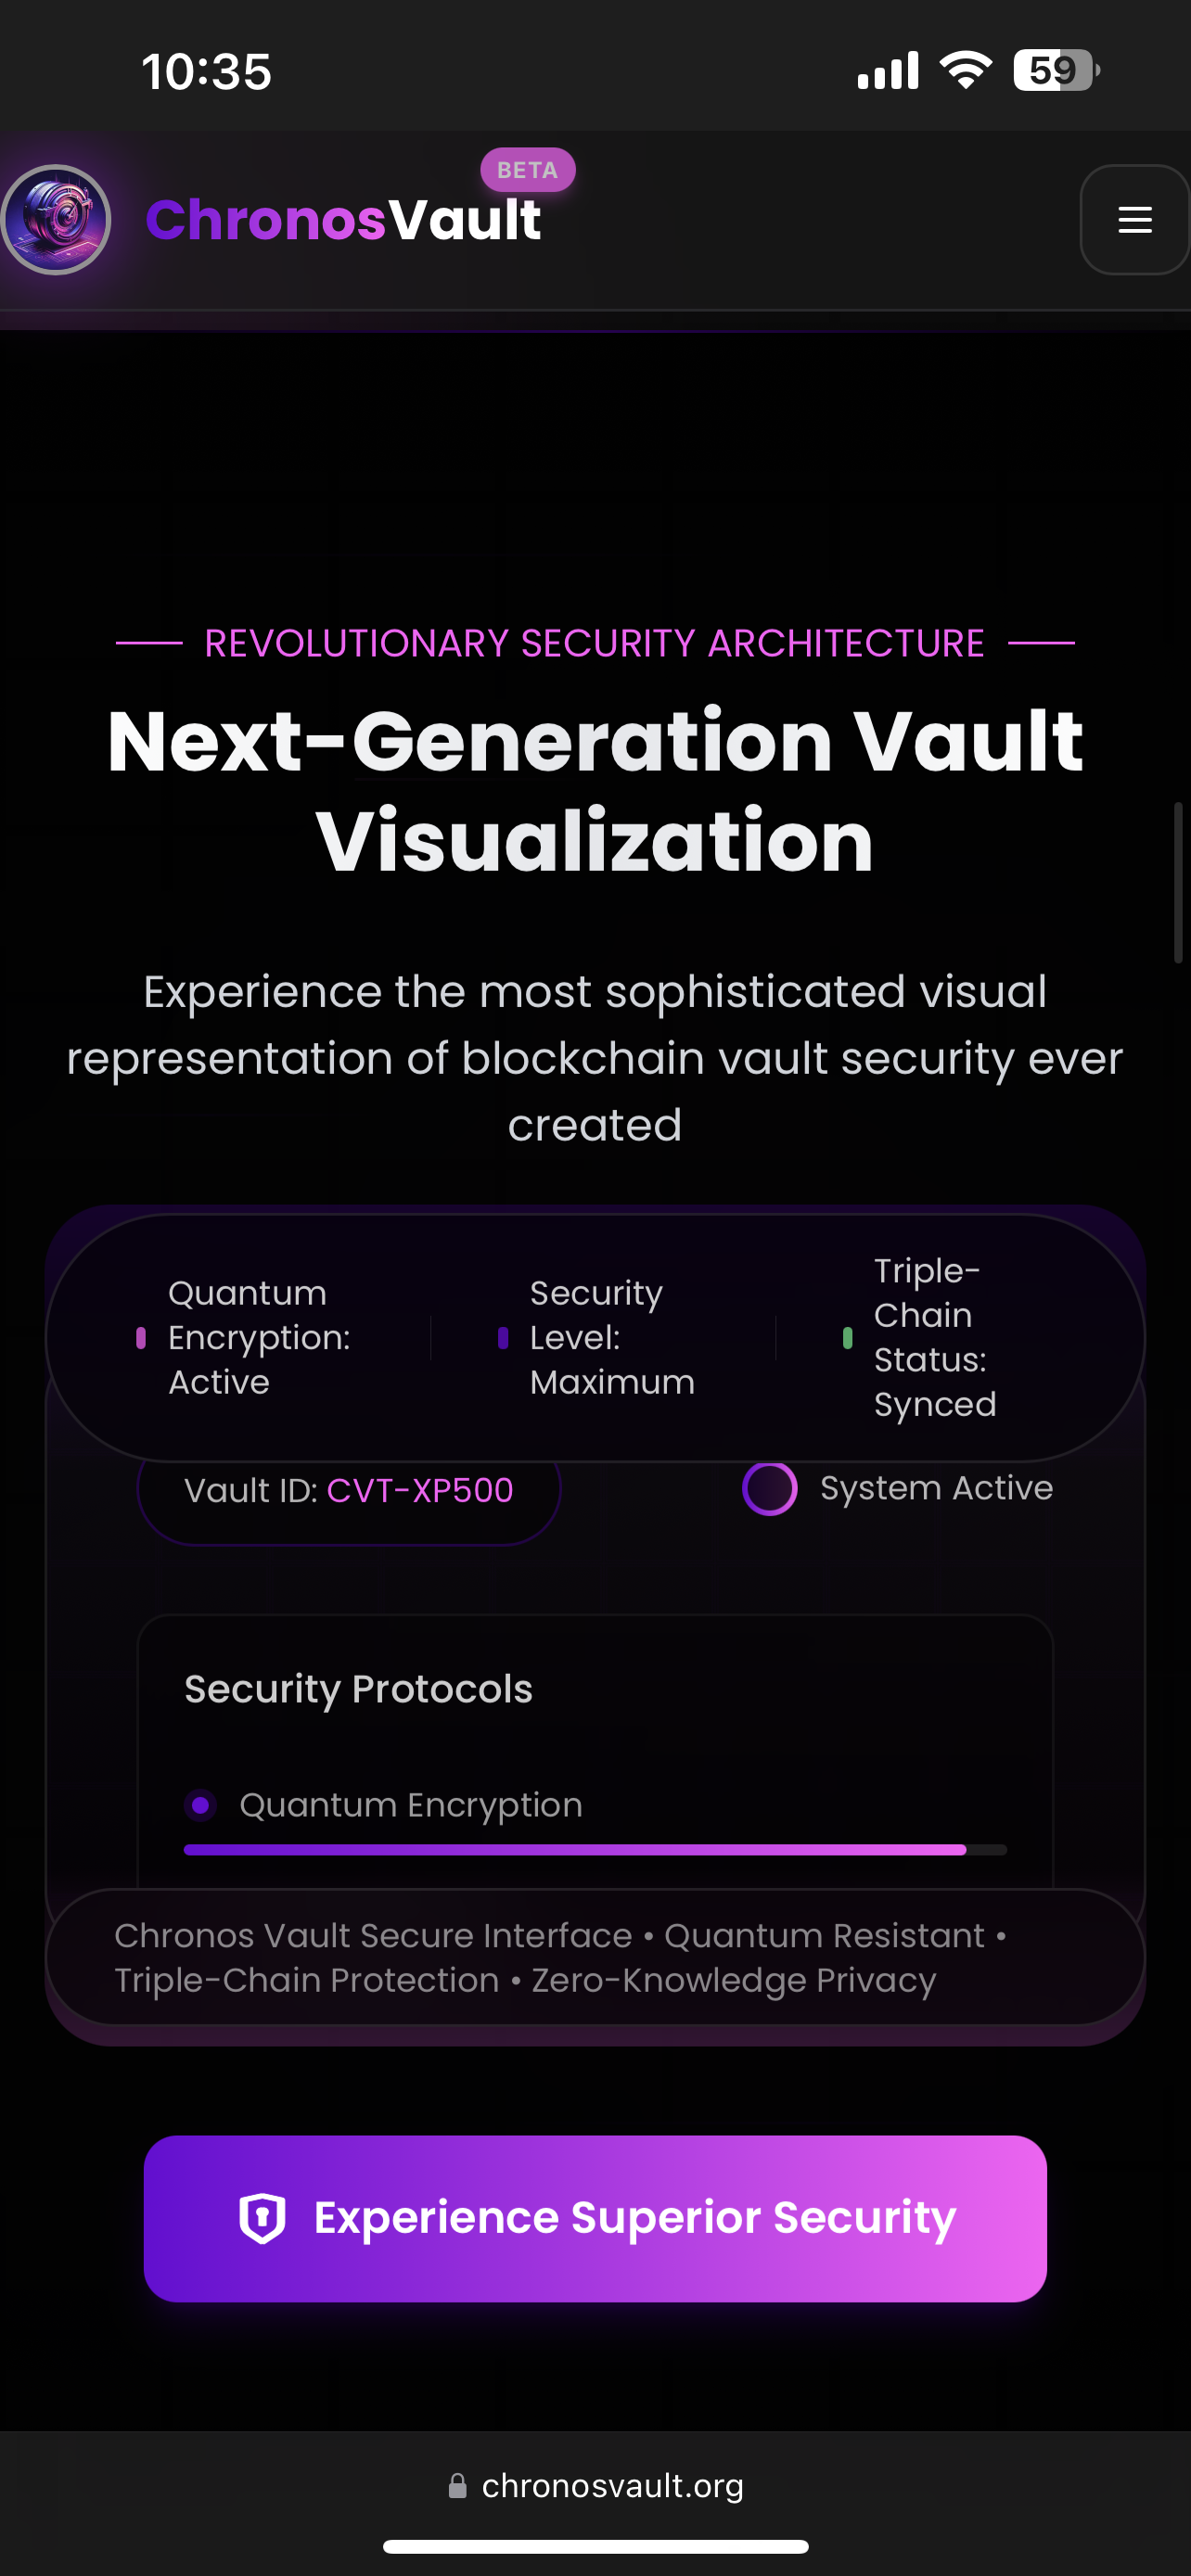 10:35
59
BETA
ChronosVault
REVOLUTIONARY SECURITY ARCHITECTURE
Next-Generation Vault
Visualization
Experience the most sophisticated visual
representation of blockchain vault security ever
created
Quantum
Encryption:
Active
Security
Level:
Maximum
Triple-
Chain
Status:
Synced
Vault ID: CVT-XP500
System Active
Security Protocols
Quantum Encryption
Chronos Vault Secure Interface • Quantum Resistant •
Triple-Chain Protection • Zero-Knowledge Privacy
Experience Superior Security
chronosvault.org